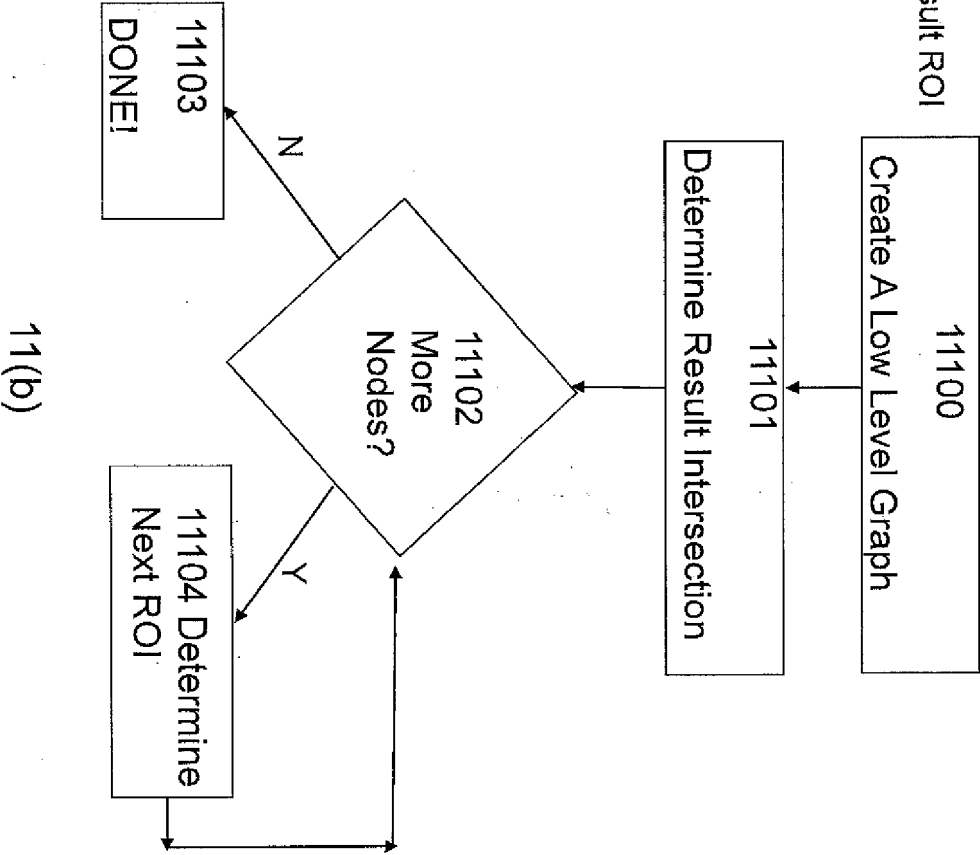 sult ROI
11100
Create A Low Level Graph
11101
Determine Result Intersection
11102
More
Nodes?
N
Y
11103
DONE!
11104 Determine
Next ROI
11(b)